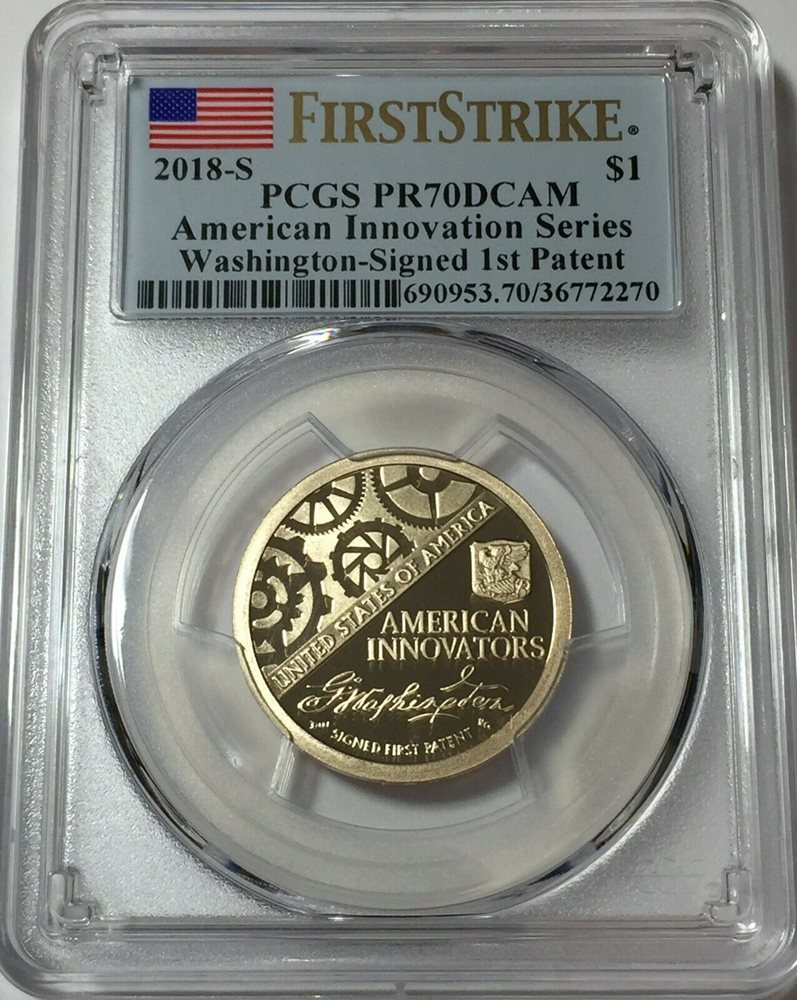 FIRSTSTRIKE®
2018-S $1
PCGS PR70DCAM
American Innovation Series
Washington-Signed 1st Patent
690953.70/36772270
UNITED STATES OF AMERICA
AMERICAN
INNOVATORS
G. Washington
SIGNED FIRST PATENT